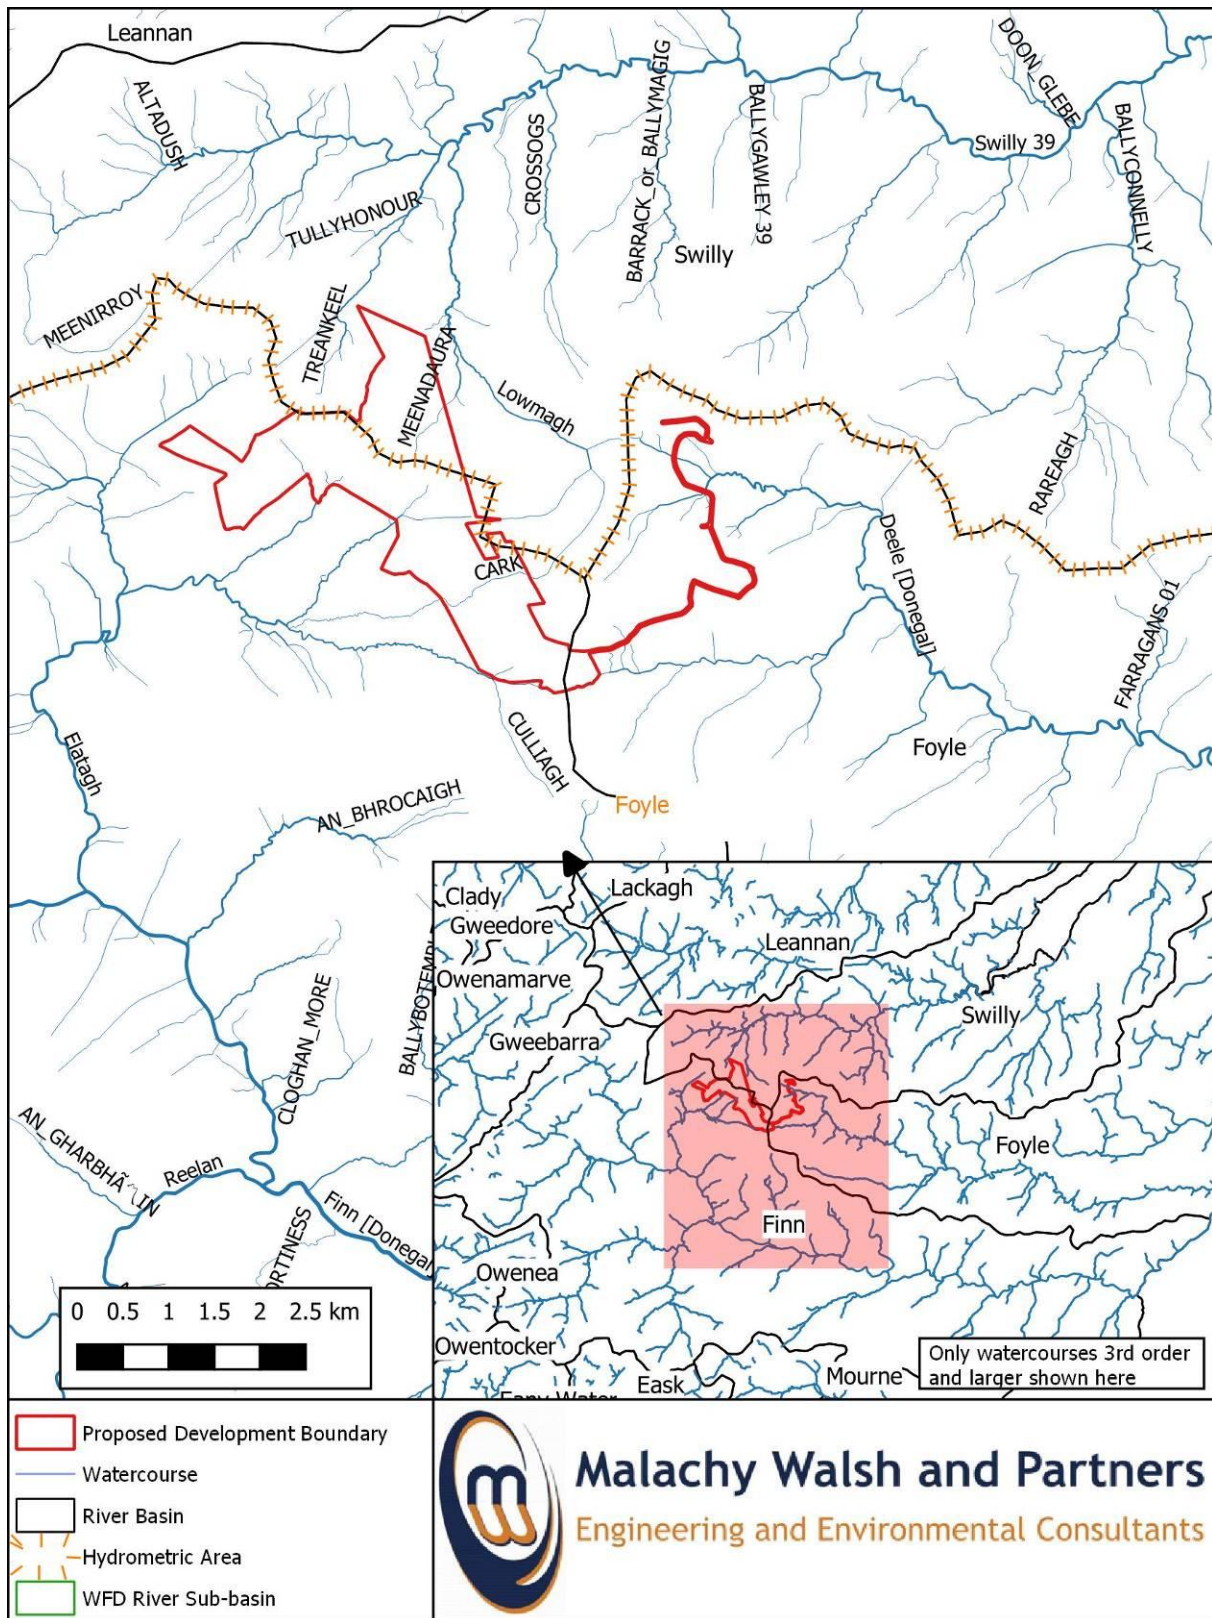 Leannan
ALTADUSH
CROSSOGS
BARRACK_or_BALLYMAGIG
BALLYGAWLEY 39
DOON_GLEBE
Swilly 39
BALLYCONNELLY
TULLYHONOUR
Swilly
MEENIRROY
TREANKEEL
MEENADAURA
Lowmagh
RAREAGH
CARK
Deele [Donegal]
FARRAGANS 01
CULLIAGH
Foyle
Elatagh
Foyle
AN_BHROCAIGH
CLOGHAN_MORE
Reelan
Finn [Donegal]
Clady
Lackagh
Gweedore
Leannan
Owenamarve
Swilly
Gweebarra
Foyle
Finn
Owenea
Owentocker
Eask
Mourne
Only watercourses 3rd order
and larger shown here
0 0.5 1 1.5 2 2.5 km
Proposed Development Boundary
Watercourse
River Basin
Hydrometric Area
WFD River Sub-basin
Malachy Walsh and Partners
Engineering and Environmental Consultants